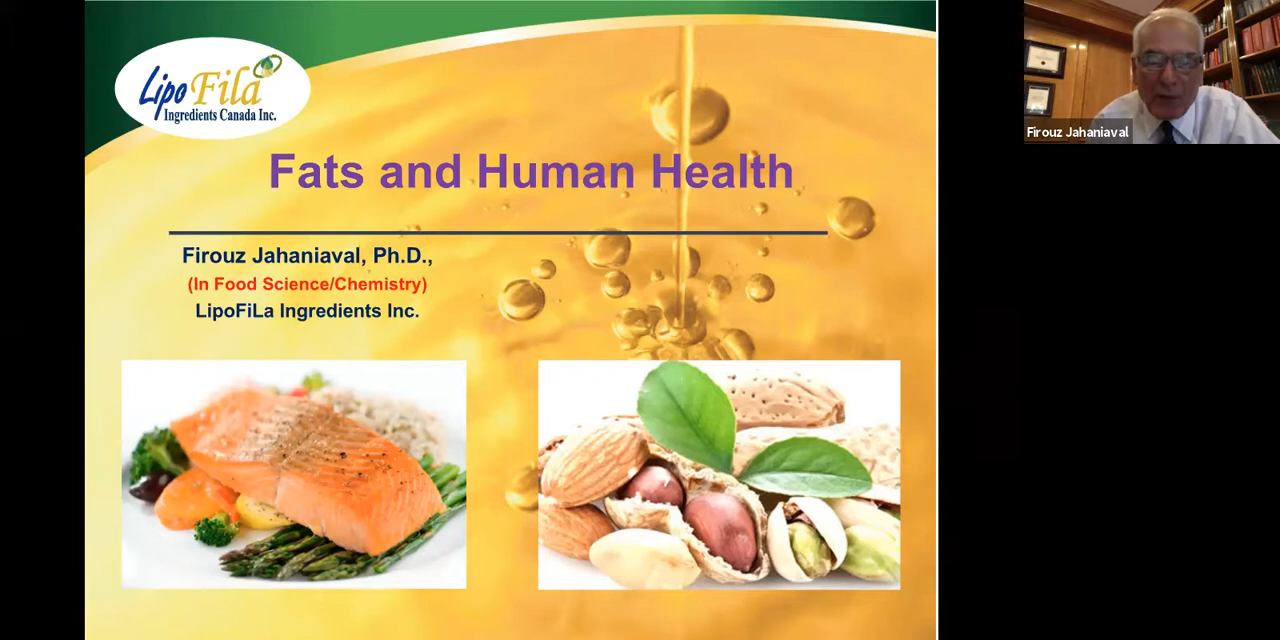 Lipo Fila
Ingredients Canada Inc.
Fats and Human Health
Firouz Jahaniaval, Ph.D.,
(In Food Science/Chemistry)
LipoFiLa Ingredients Inc.
Firouz Jahaniaval